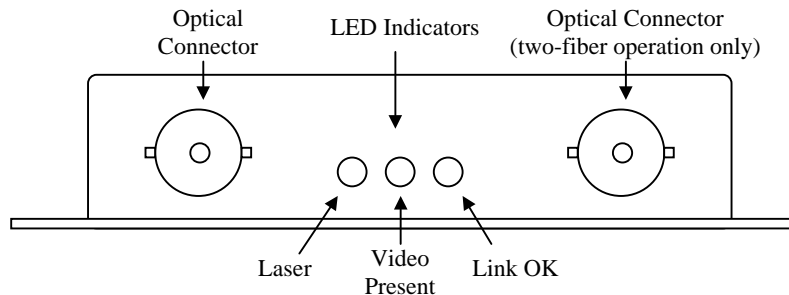 Optical
Connector
LED Indicators
Optical Connector
(two-fiber operation only)
Laser
Video
Present
Link OK